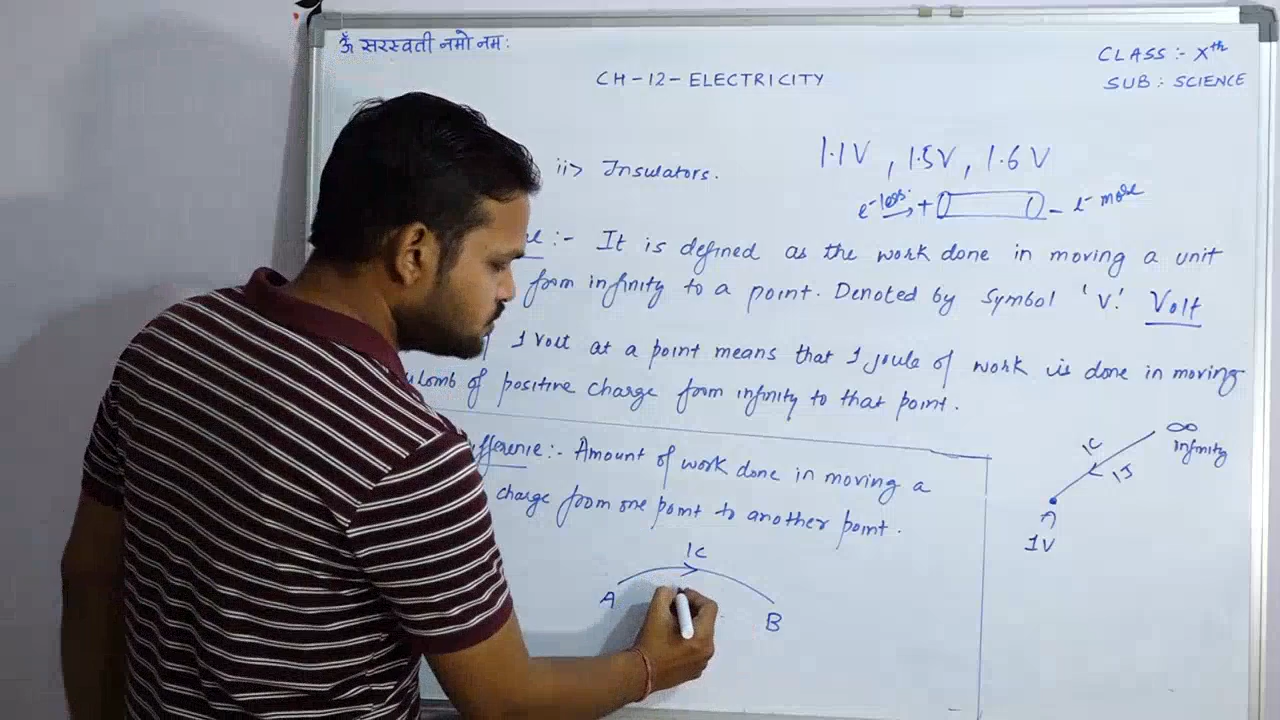 ॐ सरस्वती नमो नमः
CLASS :- Xth
CH-12-ELECTRICITY
SUB : SCIENCE
ii> Insulators.
1.1V , 1.5V, 1.6 V
e- less + - e- more
:- It is defined as the work done in moving a unit
from infinity to a point. Denoted by Symbol 'V'. Volt
1 Volt at a point means that 1 joule of work is done in moving
of positive charge from infinity to that point.
:- Amount of work done in moving a
charge from one point to another point.
∞
infinity
1C
1J
A
1V
1C
A
B